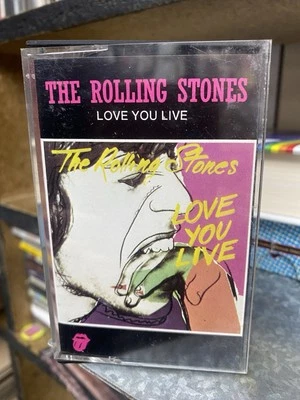 THE ROLLING STONES
LOVE YOU LIVE
The Rolling Stones
LOVE
YOU
LIVE